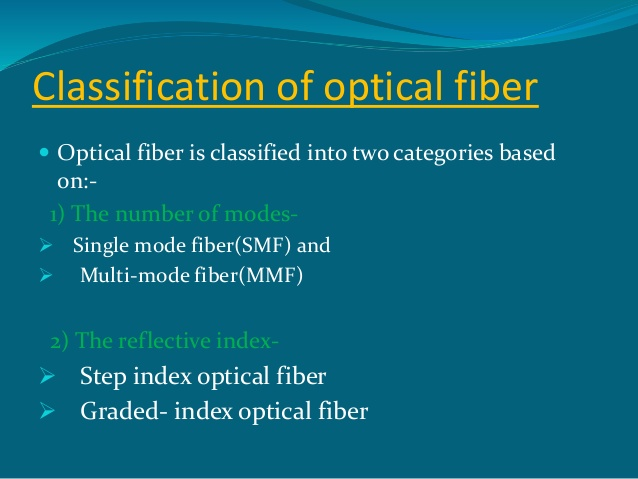 Classification of optical fiber
• Optical fiber is classified into two categories based
on:-
1) The number of modes-
➢ Single mode fiber(SMF) and
➢ Multi-mode fiber(MMF)
2) The reflective index-
➢ Step index optical fiber
➢ Graded- index optical fiber